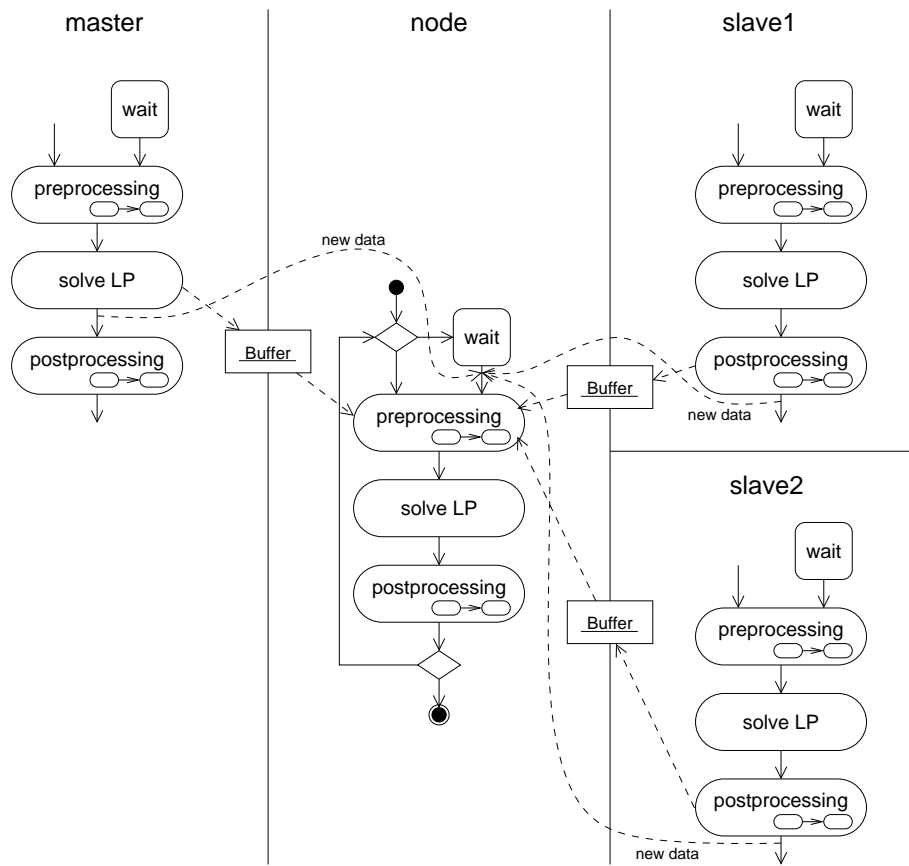 master
node
slave1
wait
wait
preprocessing
preprocessing
new data
solve LP
solve LP
Buffer
wait
postprocessing
postprocessing
Buffer
new data
preprocessing
slave2
solve LP
wait
postprocessing
Buffer
preprocessing
solve LP
postprocessing
new data